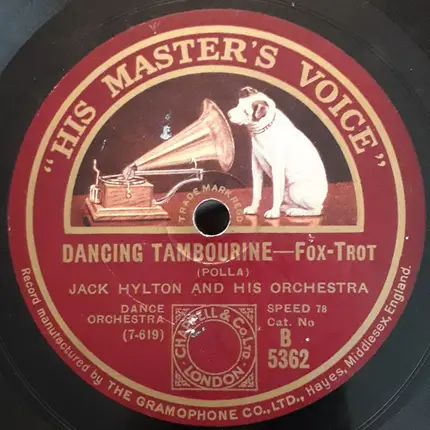 "HIS MASTER'S VOICE"
TRADE MARK REGD
DANCING TAMBOURINE—FOX-TROT
(POLLA)
JACK HYLTON AND HIS ORCHESTRA
DANCE
ORCHESTRA
(7-619)
CHAPPELL & CO. LTD.
LONDON
SPEED 78
Cat. No
B
5362
Record manufactured by THE GRAMOPHONE CO., LTD., Hayes, Middlesex, England.